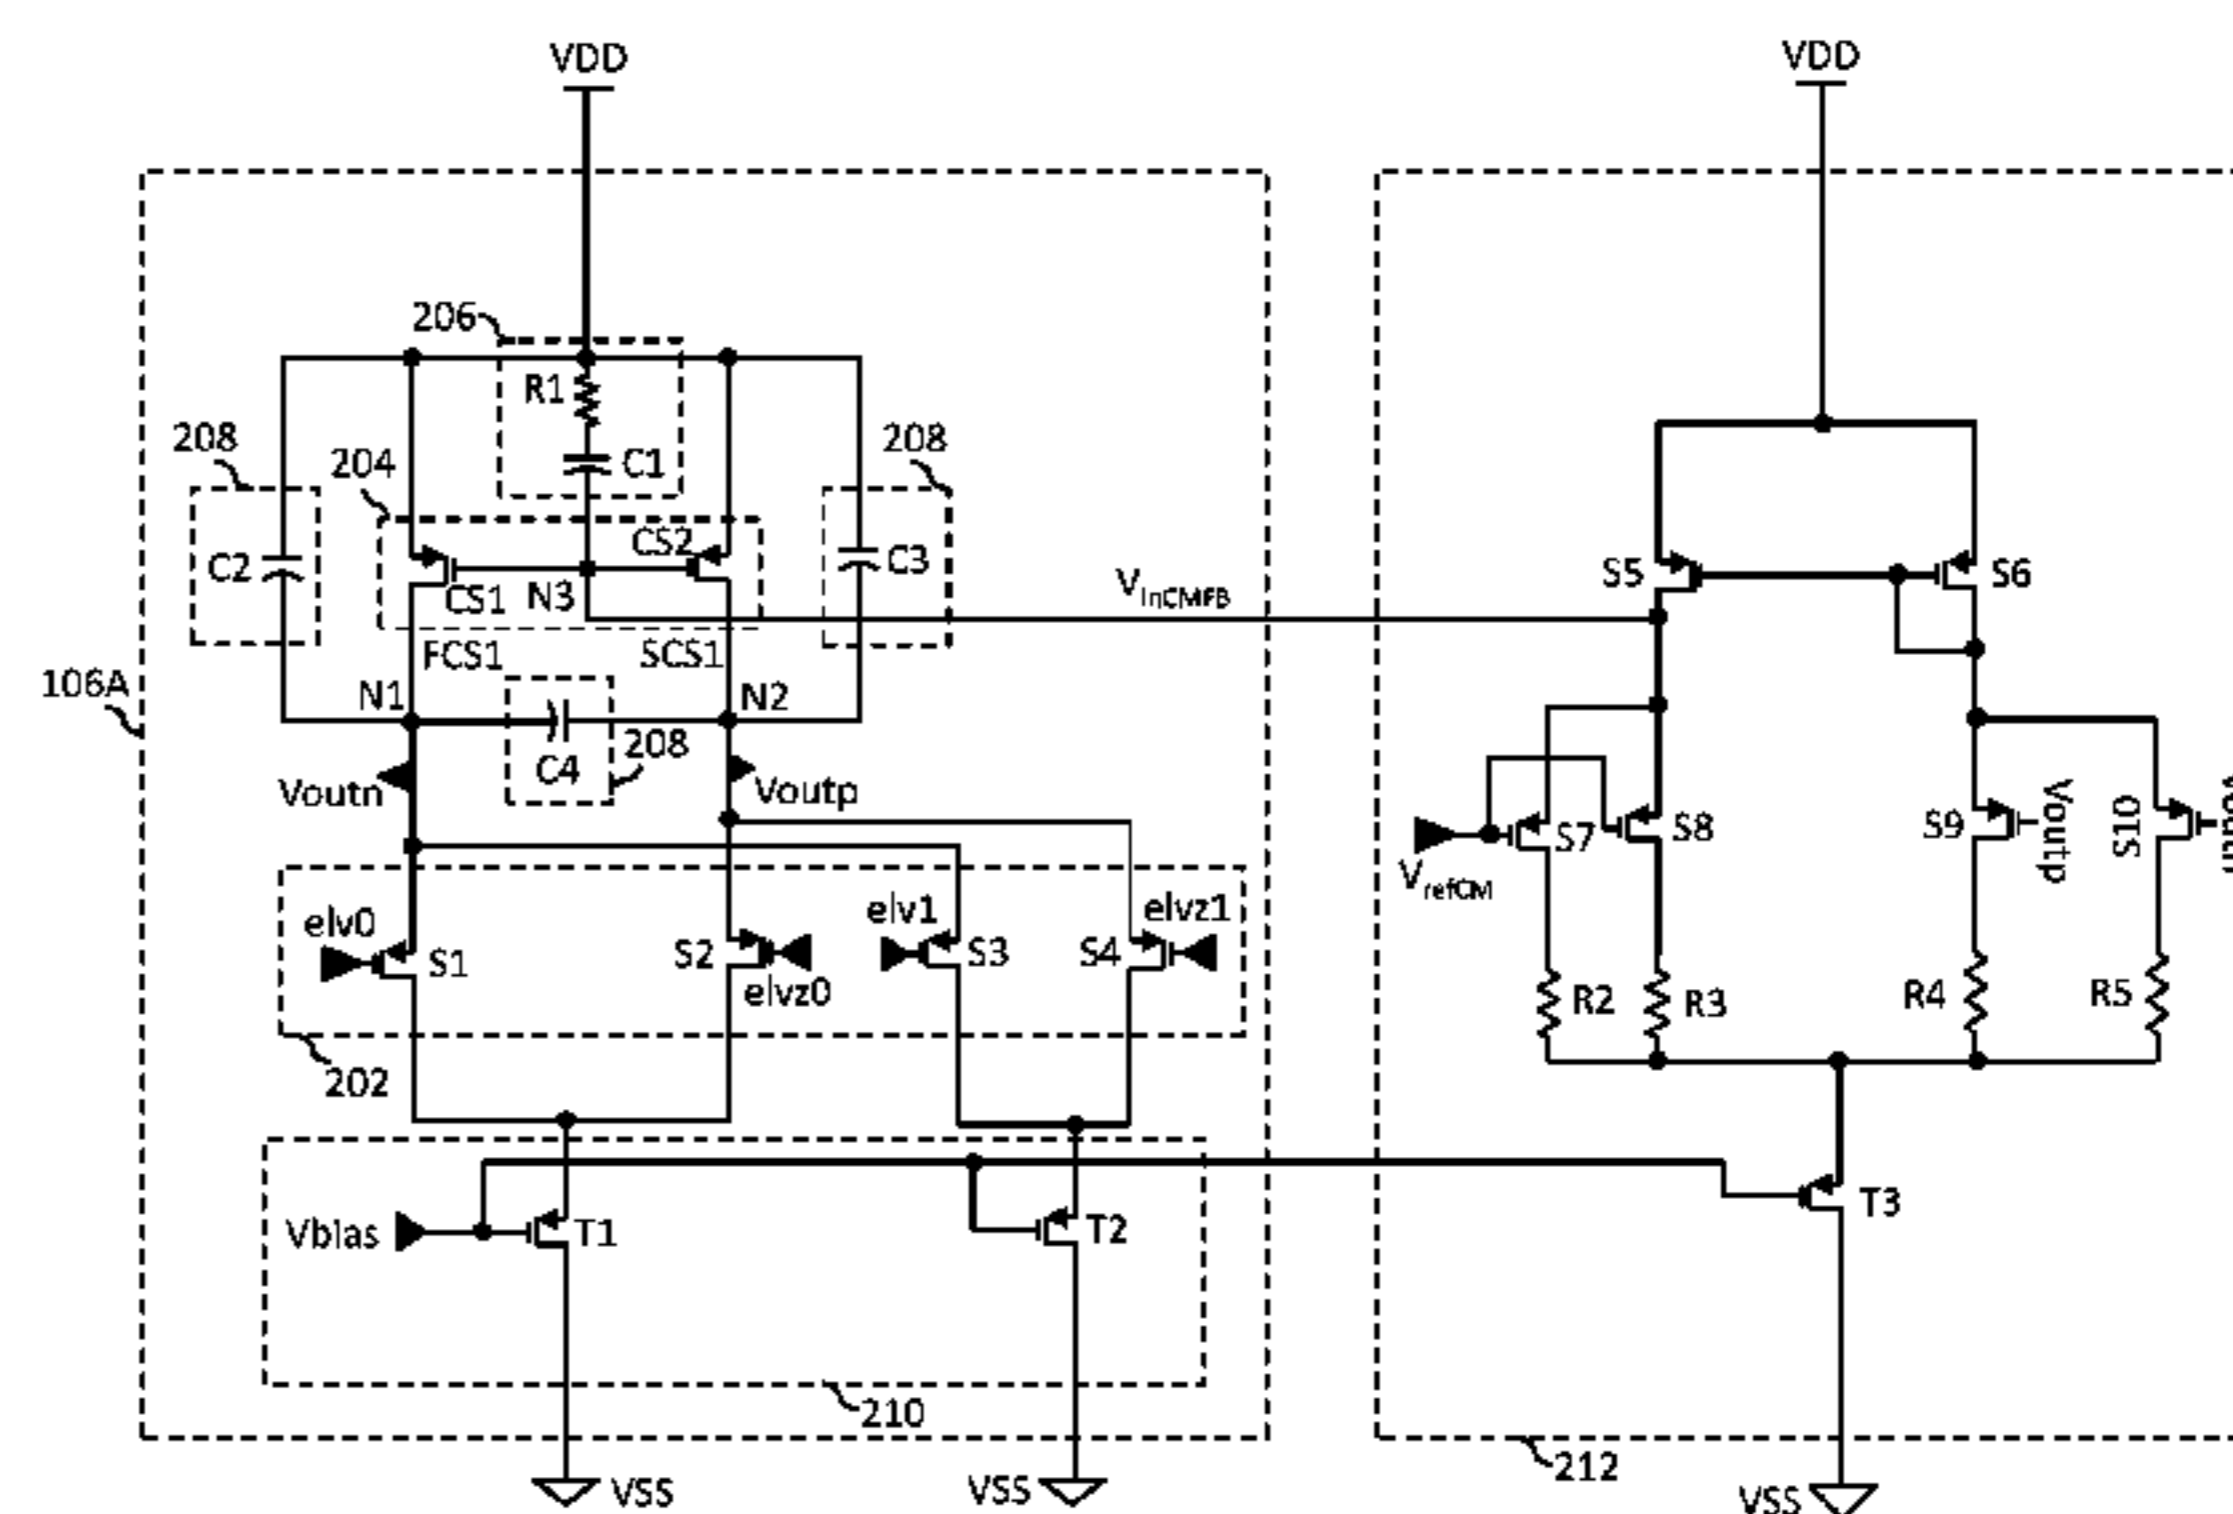 VDD
VDD
206
R1
208
204
C1
208
C2
CS2
C3
CS1
N3
VInCMFB
S5
S6
FCS1
SCS1
106A
N1
N2
208
C4
Voutn
Voutp
S7
S8
S9
Voutp
S10
VrefCM
elv0
elv1
elvz1
S1
S2
S3
S4
elvz0
R2
R3
R4
R5
202
Vbias
T1
T2
T3
210
212
VSS
VSS
VSS